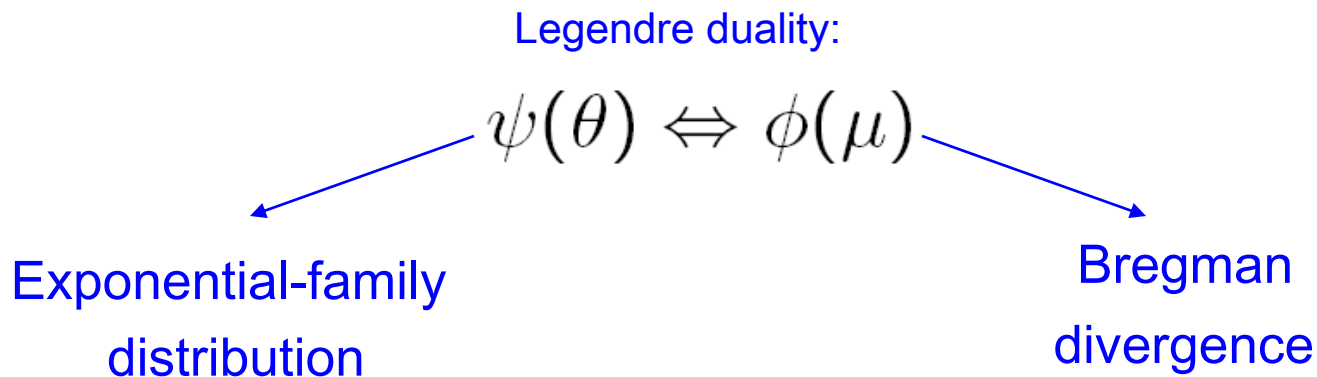 Legendre duality:
ψ(θ) ⇔ ϕ(μ)
Exponential-family
distribution
Bregman
divergence